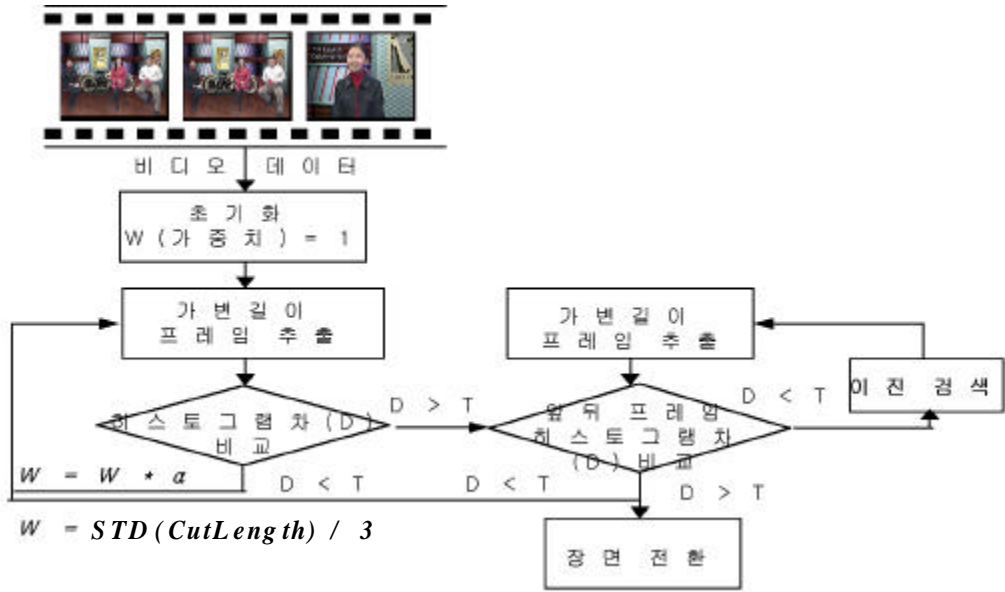 비디오 데이터
초기화
W (가중치) = 1
가변길이
프레임 추출
히스토그램차 (D)
비교
D > T
W = W * α
D < T
W = STD(CutLength) / 3
가변길이
프레임 추출
앞뒤 프레임
히스토그램차
(D) 비교
D < T
이진 검색
D < T
D > T
장면전환